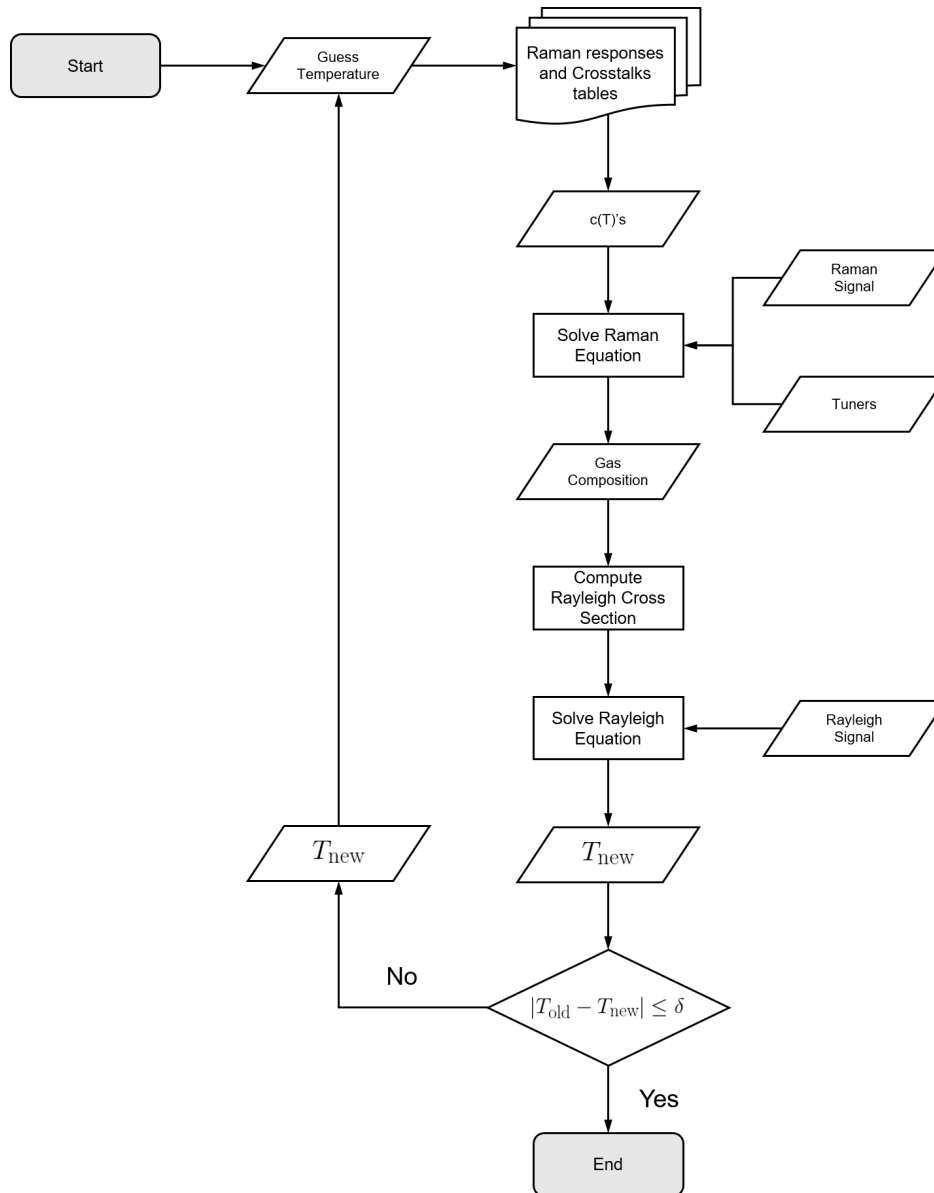 Start
Guess
Temperature
Raman responses
and Crosstalks
tables
c(T)'s
Raman
Signal
Solve Raman
Equation
Tuners
Gas
Composition
Compute
Rayleigh Cross
Section
Solve Rayleigh
Equation
Rayleigh
Signal
T_new
T_new
No
|T_old − T_new| ≤ δ
Yes
End